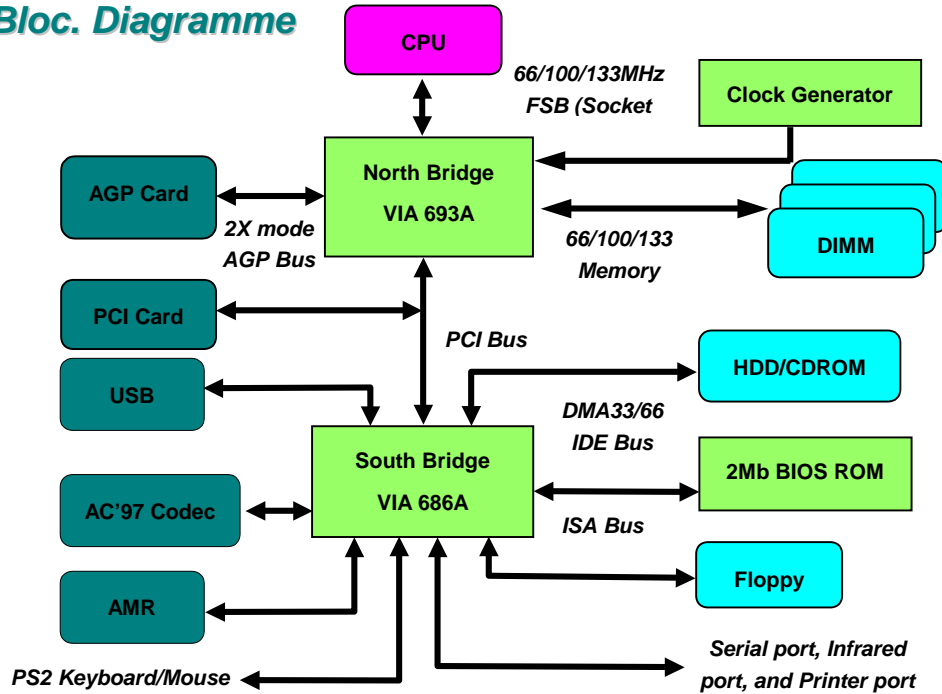 Bloc. Diagramme
CPU
66/100/133MHz
FSB (Socket
Clock Generator
North Bridge
VIA 693A
AGP Card
2X mode
AGP Bus
66/100/133
Memory
DIMM
PCI Card
PCI Bus
USB
HDD/CDROM
DMA33/66
IDE Bus
South Bridge
VIA 686A
2Mb BIOS ROM
AC’97 Codec
ISA Bus
Floppy
AMR
PS2 Keyboard/Mouse
Serial port, Infrared
port, and Printer port